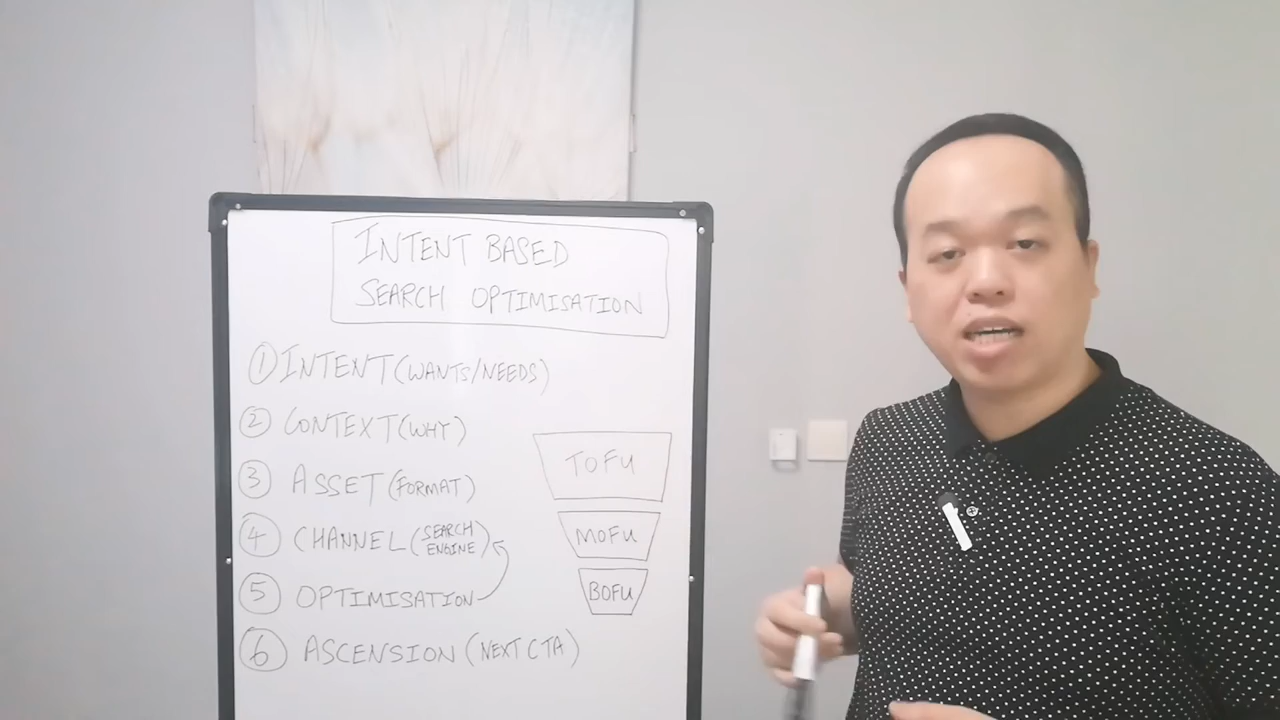 INTENT BASED
SEARCH OPTIMISATION
① INTENT (WANTS/NEEDS)
② CONTEXT (WHY)
③ ASSET (FORMAT)
④ CHANNEL (SEARCH
ENGINE)
⑤ OPTIMISATION
⑥ ASCENSION (NEXT CTA)
TOFU
MOFU
BOFU